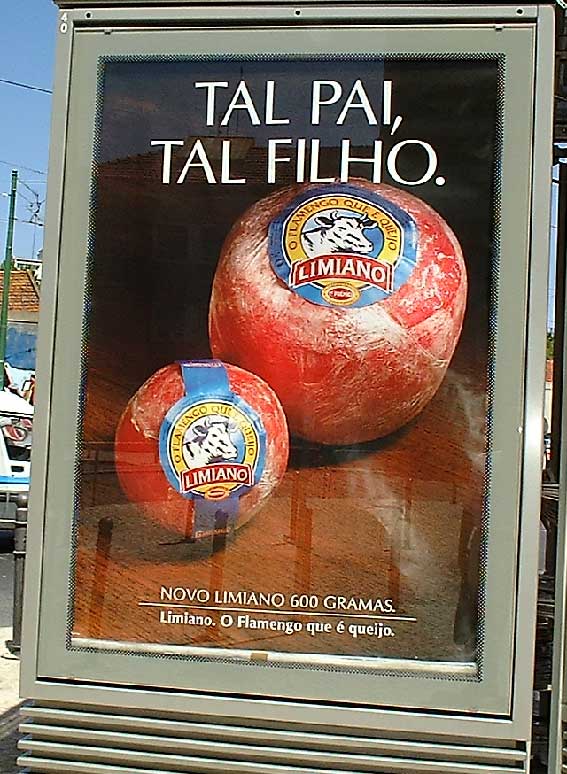 40
TAL PAI,
TAL FILHO.
O FLAMENGO QUE É QUEIJO
LIMIANO
O FLAMENGO QUE É QUEIJO
LIMIANO
NOVO LIMIANO 600 GRAMAS.
Limiano. O Flamengo que é queijo.